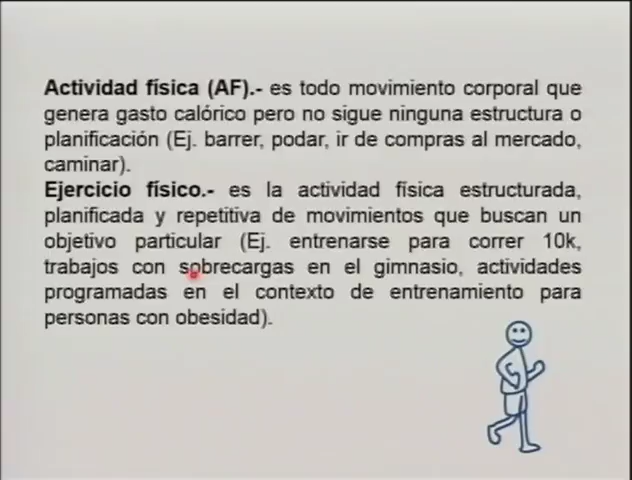 Actividad física (AF).- es todo movimiento corporal que
genera gasto calórico pero no sigue ninguna estructura o
planificación (Ej. barrer, podar, ir de compras al mercado,
caminar).
Ejercicio físico.- es la actividad física estructurada,
planificada y repetitiva de movimientos que buscan un
objetivo particular (Ej. entrenarse para correr 10k,
trabajos con sobrecargas en el gimnasio, actividades
programadas en el contexto de entrenamiento para
personas con obesidad).